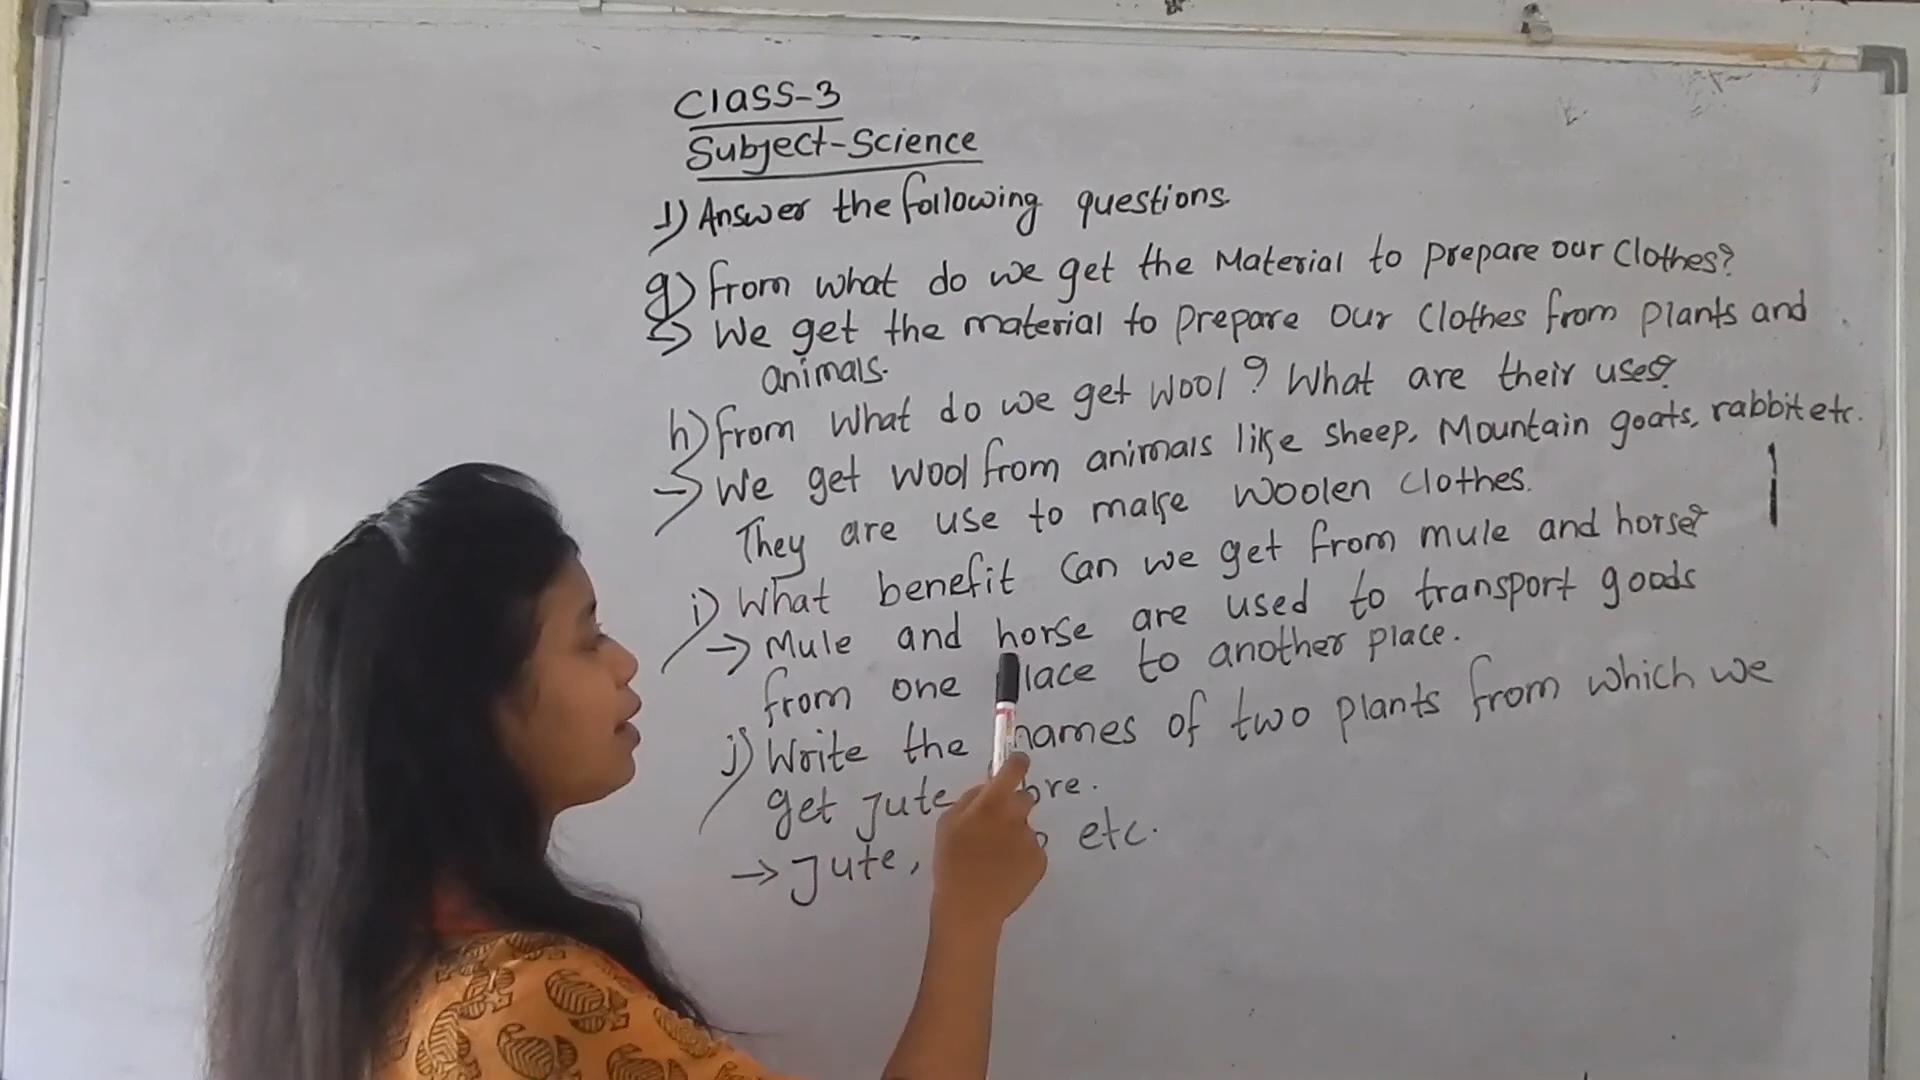 Class-3
Subject-Science
1) Answer the following questions.
g) From what do we get the Material to prepare our clothes?
→ We get the material to prepare our clothes from plants and
animals.
h) From what do we get wool? What are their uses?
→ We get wool from animals like sheep, Mountain goats, rabbit etc.
They are use to make woolen clothes.
i) What benefit can we get from mule and horse?
→ Mule and horse are used to transport goods
from one lace to another place.
j) Write the names of two plants from which we
get jute
→ Jute, etc.